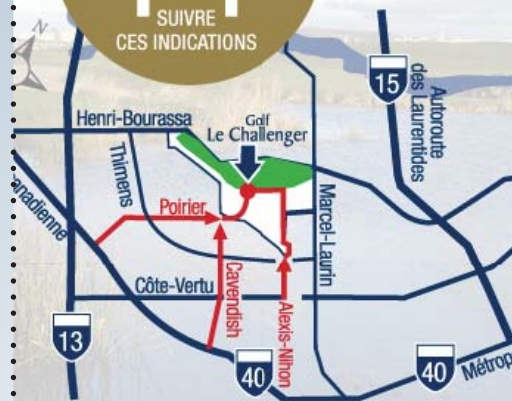 SUIVRE
CES INDICATIONS
N
15
Autoroute
des Laurentides
Henri-Bourassa
Golf
Le Challenger
Thimens
Poirier
Marcel-Laurin
Côte-Vertu
Cavendish
Alexis-Nihon
13
40
40